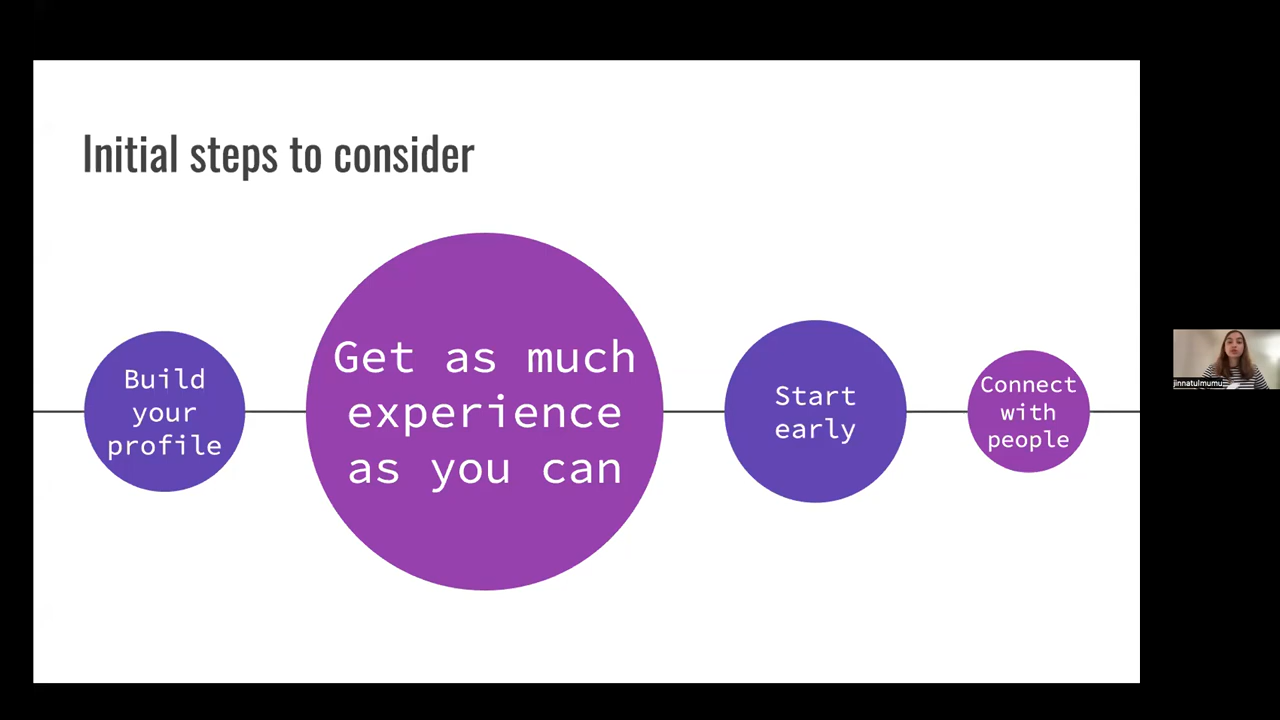 Initial steps to consider
Build
your
profile
Get as much
experience
as you can
Start
early
Connect
with
people
jinnatulmumu